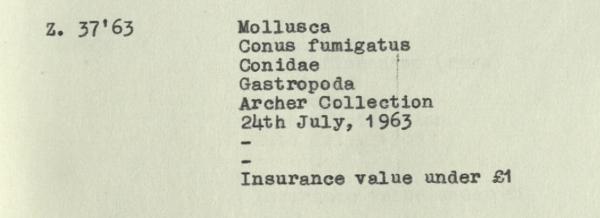 Z. 37'63 Mollusca
Conus fumigatus
Conidae
Gastropoda
Archer Collection
24th July, 1963
-
-
Insurance value under £1